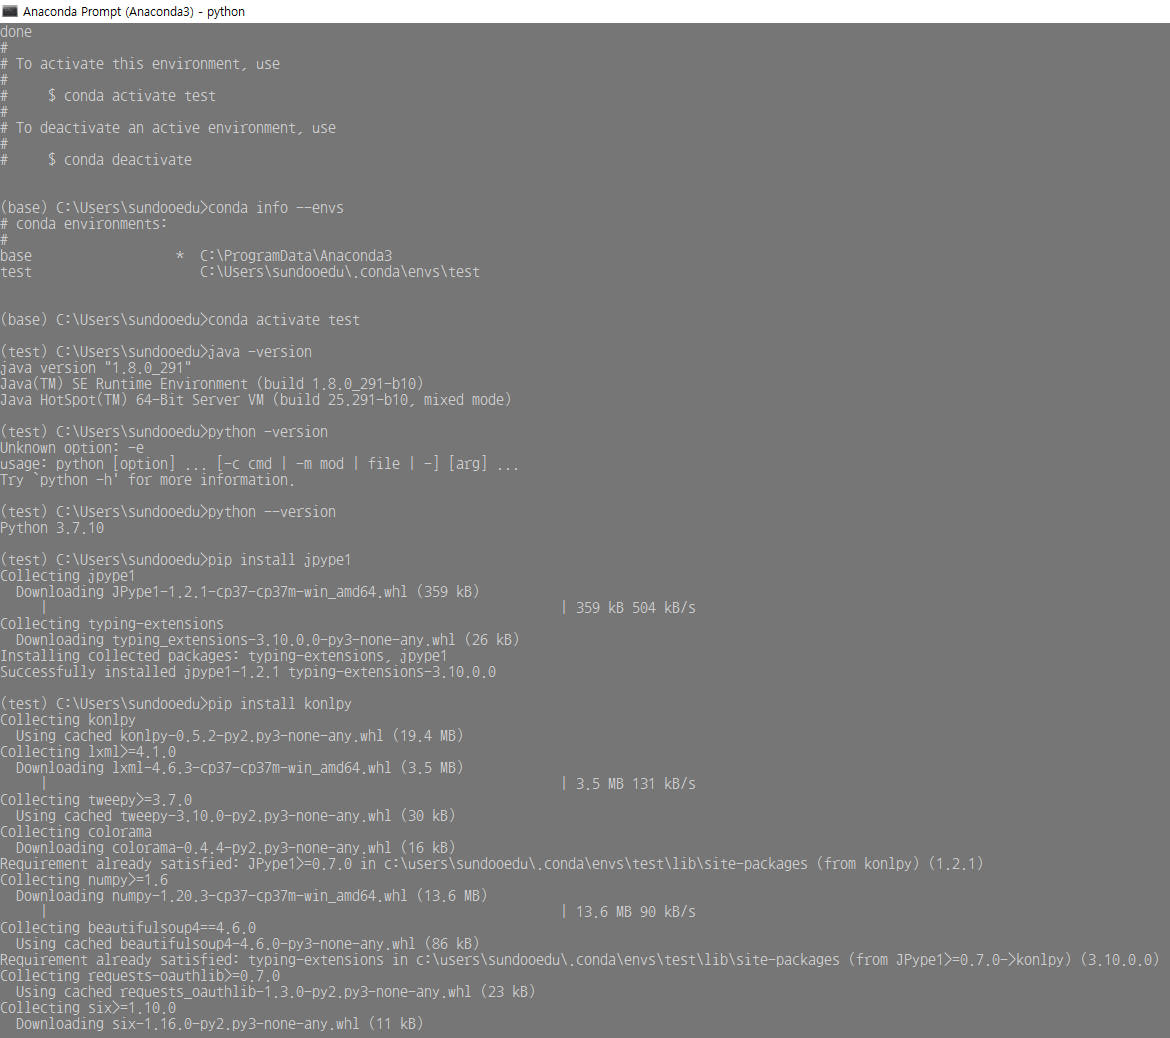 Anaconda Prompt (Anaconda3) - python
done
#
# To activate this environment, use
#
#     $ conda activate test
#
# To deactivate an active environment, use
#
#     $ conda deactivate
(base) C:\Users\sundooedu>conda info --envs
# conda environments:
#
base                  *  C:\ProgramData\Anaconda3
test                     C:\Users\sundooedu\.conda\envs\test
(base) C:\Users\sundooedu>conda activate test
(test) C:\Users\sundooedu>java -version
java version "1.8.0_291"
Java(TM) SE Runtime Environment (build 1.8.0_291-b10)
Java HotSpot(TM) 64-Bit Server VM (build 25.291-b10, mixed mode)
(test) C:\Users\sundooedu>python -version
Unknown option: -e
usage: python [option] ... [-c cmd | -m mod | file | -] [arg] ...
Try `python -h' for more information.
(test) C:\Users\sundooedu>python --version
Python 3.7.10
(test) C:\Users\sundooedu>pip install jpype1
Collecting jpype1
  Downloading JPype1-1.2.1-cp37-cp37m-win_amd64.whl (359 kB)
     |                                                                | 359 kB 504 kB/s
Collecting typing-extensions
  Downloading typing_extensions-3.10.0.0-py3-none-any.whl (26 kB)
Installing collected packages: typing-extensions, jpype1
Successfully installed jpype1-1.2.1 typing-extensions-3.10.0.0
(test) C:\Users\sundooedu>pip install konlpy
Collecting konlpy
  Using cached konlpy-0.5.2-py2.py3-none-any.whl (19.4 MB)
Collecting lxml>=4.1.0
  Downloading lxml-4.6.3-cp37-cp37m-win_amd64.whl (3.5 MB)
     |                                                                | 3.5 MB 131 kB/s
Collecting tweepy>=3.7.0
  Using cached tweepy-3.10.0-py2.py3-none-any.whl (30 kB)
Collecting colorama
  Downloading colorama-0.4.4-py2.py3-none-any.whl (16 kB)
Requirement already satisfied: JPype1>=0.7.0 in c:\users\sundooedu\.conda\envs\test\lib\site-packages (from konlpy) (1.2.1)
Collecting numpy>=1.6
  Downloading numpy-1.20.3-cp37-cp37m-win_amd64.whl (13.6 MB)
     |                                                                | 13.6 MB 90 kB/s
Collecting beautifulsoup4==4.6.0
  Using cached beautifulsoup4-4.6.0-py3-none-any.whl (86 kB)
Requirement already satisfied: typing-extensions in c:\users\sundooedu\.conda\envs\test\lib\site-packages (from JPype1>=0.7.0->konlpy) (3.10.0.0)
Collecting requests-oauthlib>=0.7.0
  Using cached requests_oauthlib-1.3.0-py2.py3-none-any.whl (23 kB)
Collecting six>=1.10.0
  Downloading six-1.16.0-py2.py3-none-any.whl (11 kB)